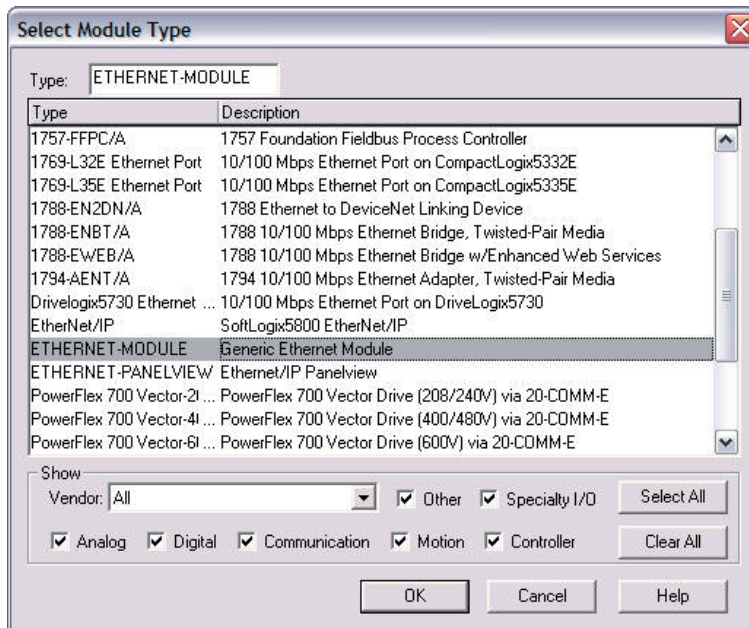 Select Module Type
Type: ETHERNET-MODULE
Type Description
1757-FFPC/A 1757 Foundation Fieldbus Process Controller
1769-L32E Ethernet Port 10/100 Mbps Ethernet Port on CompactLogix5332E
1769-L35E Ethernet Port 10/100 Mbps Ethernet Port on CompactLogix5335E
1788-EN2DN/A 1788 Ethernet to DeviceNet Linking Device
1788-ENBT/A 1788 10/100 Mbps Ethernet Bridge, Twisted-Pair Media
1788-EWEB/A 1788 10/100 Mbps Ethernet Bridge w/Enhanced Web Services
1794-AENT/A 1794 10/100 Mbps Ethernet Adapter, Twisted-Pair Media
Drivelogix5730 Ethernet ... 10/100 Mbps Ethernet Port on DriveLogix5730
EtherNet/IP SoftLogix5800 EtherNet/IP
ETHERNET-MODULE Generic Ethernet Module
ETHERNET-PANELVIEW Ethernet/IP Panelview
PowerFlex 700 Vector-2( ... PowerFlex 700 Vector Drive (208/240V) via 20-COMM-E
PowerFlex 700 Vector-4( ... PowerFlex 700 Vector Drive (400/480V) via 20-COMM-E
PowerFlex 700 Vector-6( ... PowerFlex 700 Vector Drive (600V) via 20-COMM-E
Show
Vendor: All Other Specialty I/O Select All
Analog Digital Communication Motion Controller Clear All
OK Cancel Help